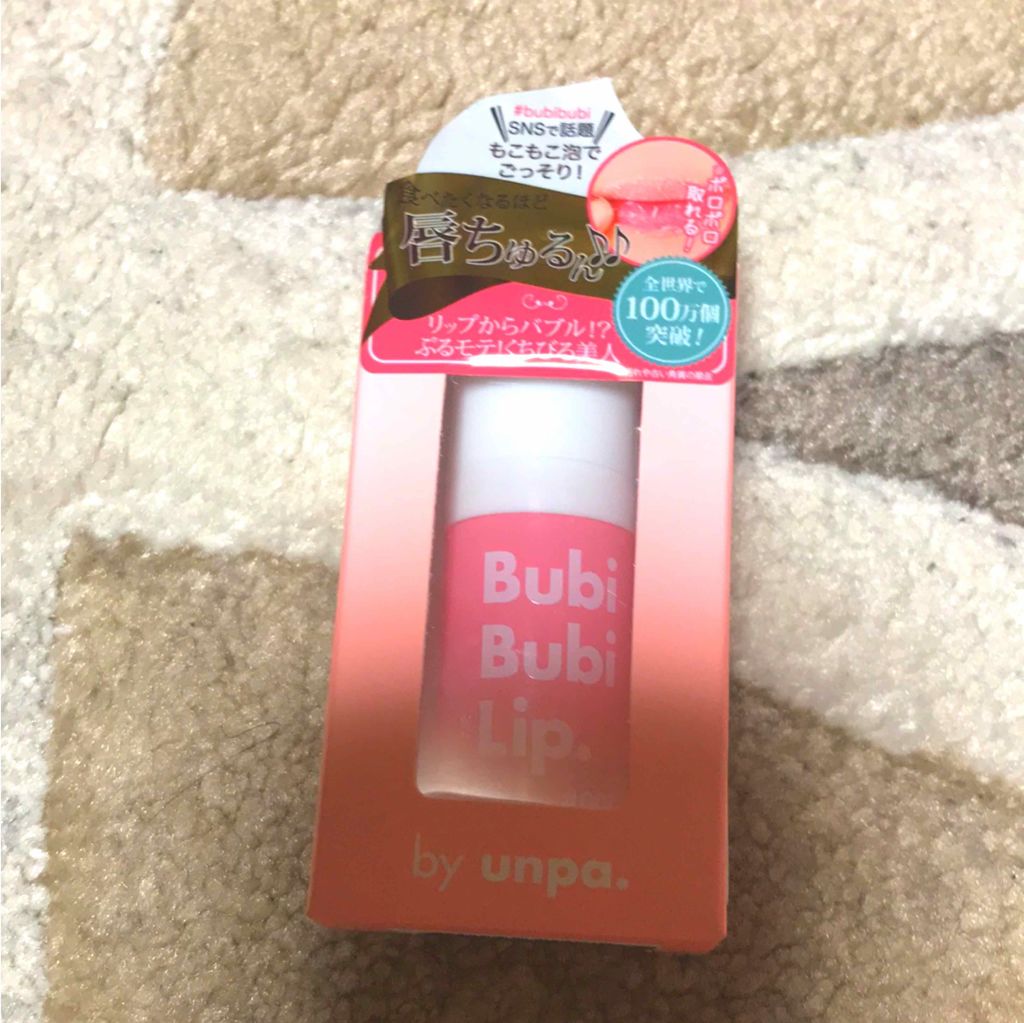 #bubibubi
SNSで話題
もこもこ泡で
ごっそり!
ポロポロ
取れる!
食べたくなるほど
唇ちゅるん♪♪
全世界で
100万個
突破!
リップからバブル!?
ぷるモテ!くちびる美人
Bubi
Bubi
Lip.
by unpa.